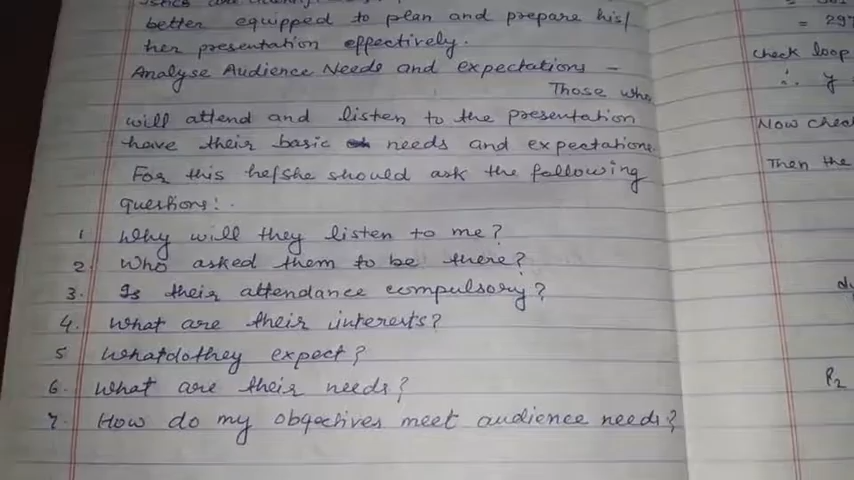 better equipped to plan and prepare his/
her presentation effectively.
Analyse Audience Needs and expectations -
Those who
will attend and listen to the presentation
have their basic needs and expectations.
For this he/she should ask the following
questions:.
1 Why will they listen to me?
2. Who asked them to be there?
3. Is their attendance compulsory?
4. What are their interests?
5 whatdothey expect?
6. What are their needs?
7. How do my objectives meet audience needs?
= 297
check loop
∴ y
Now check
Then the
R2